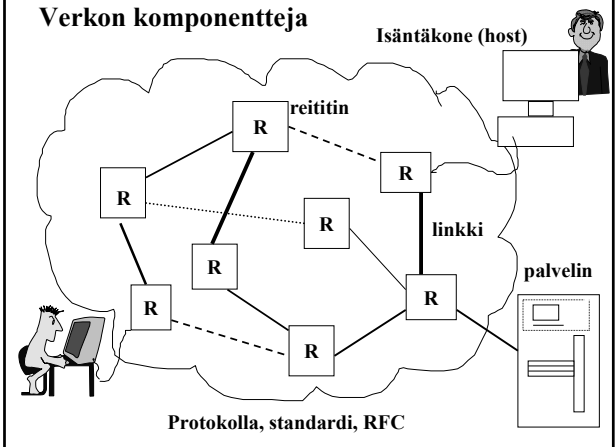 Verkon komponentteja
Isäntäkone (host)
reititin
R
R
R
R
linkki
R
palvelin
R
R
R
Protokolla, standardi, RFC